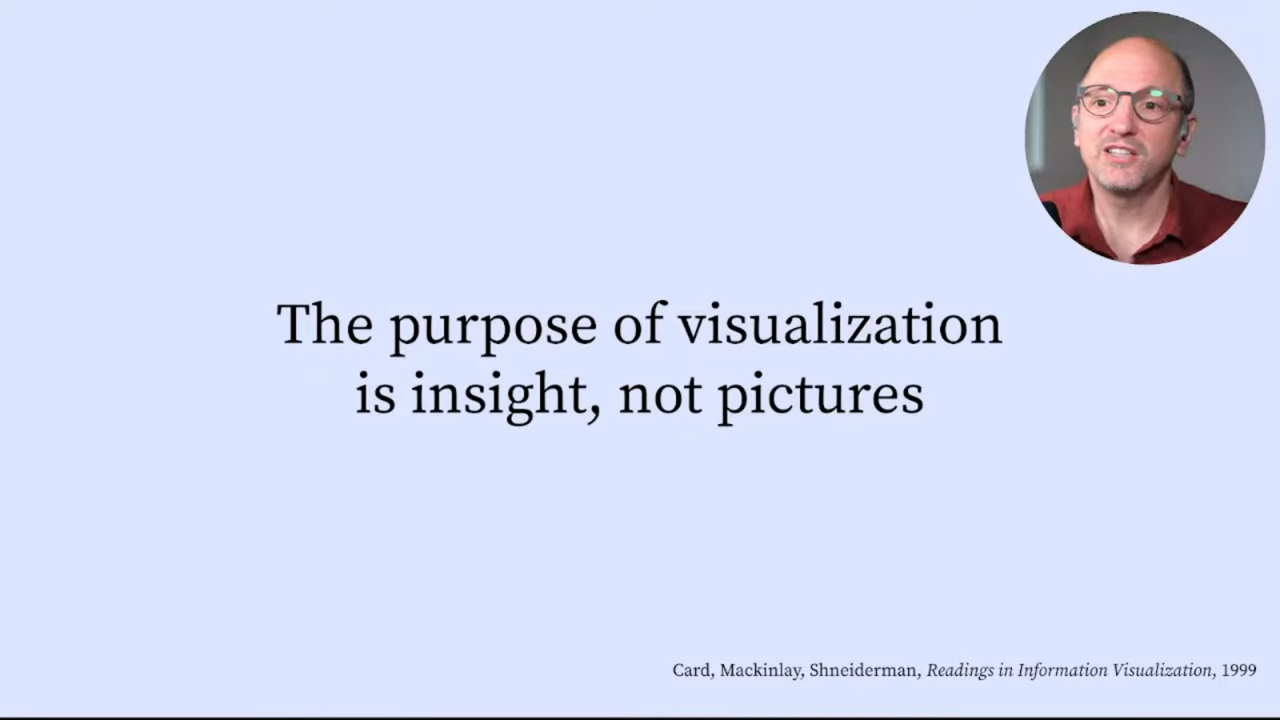 The purpose of visualization
is insight, not pictures
Card, Mackinlay, Shneiderman, Readings in Information Visualization, 1999